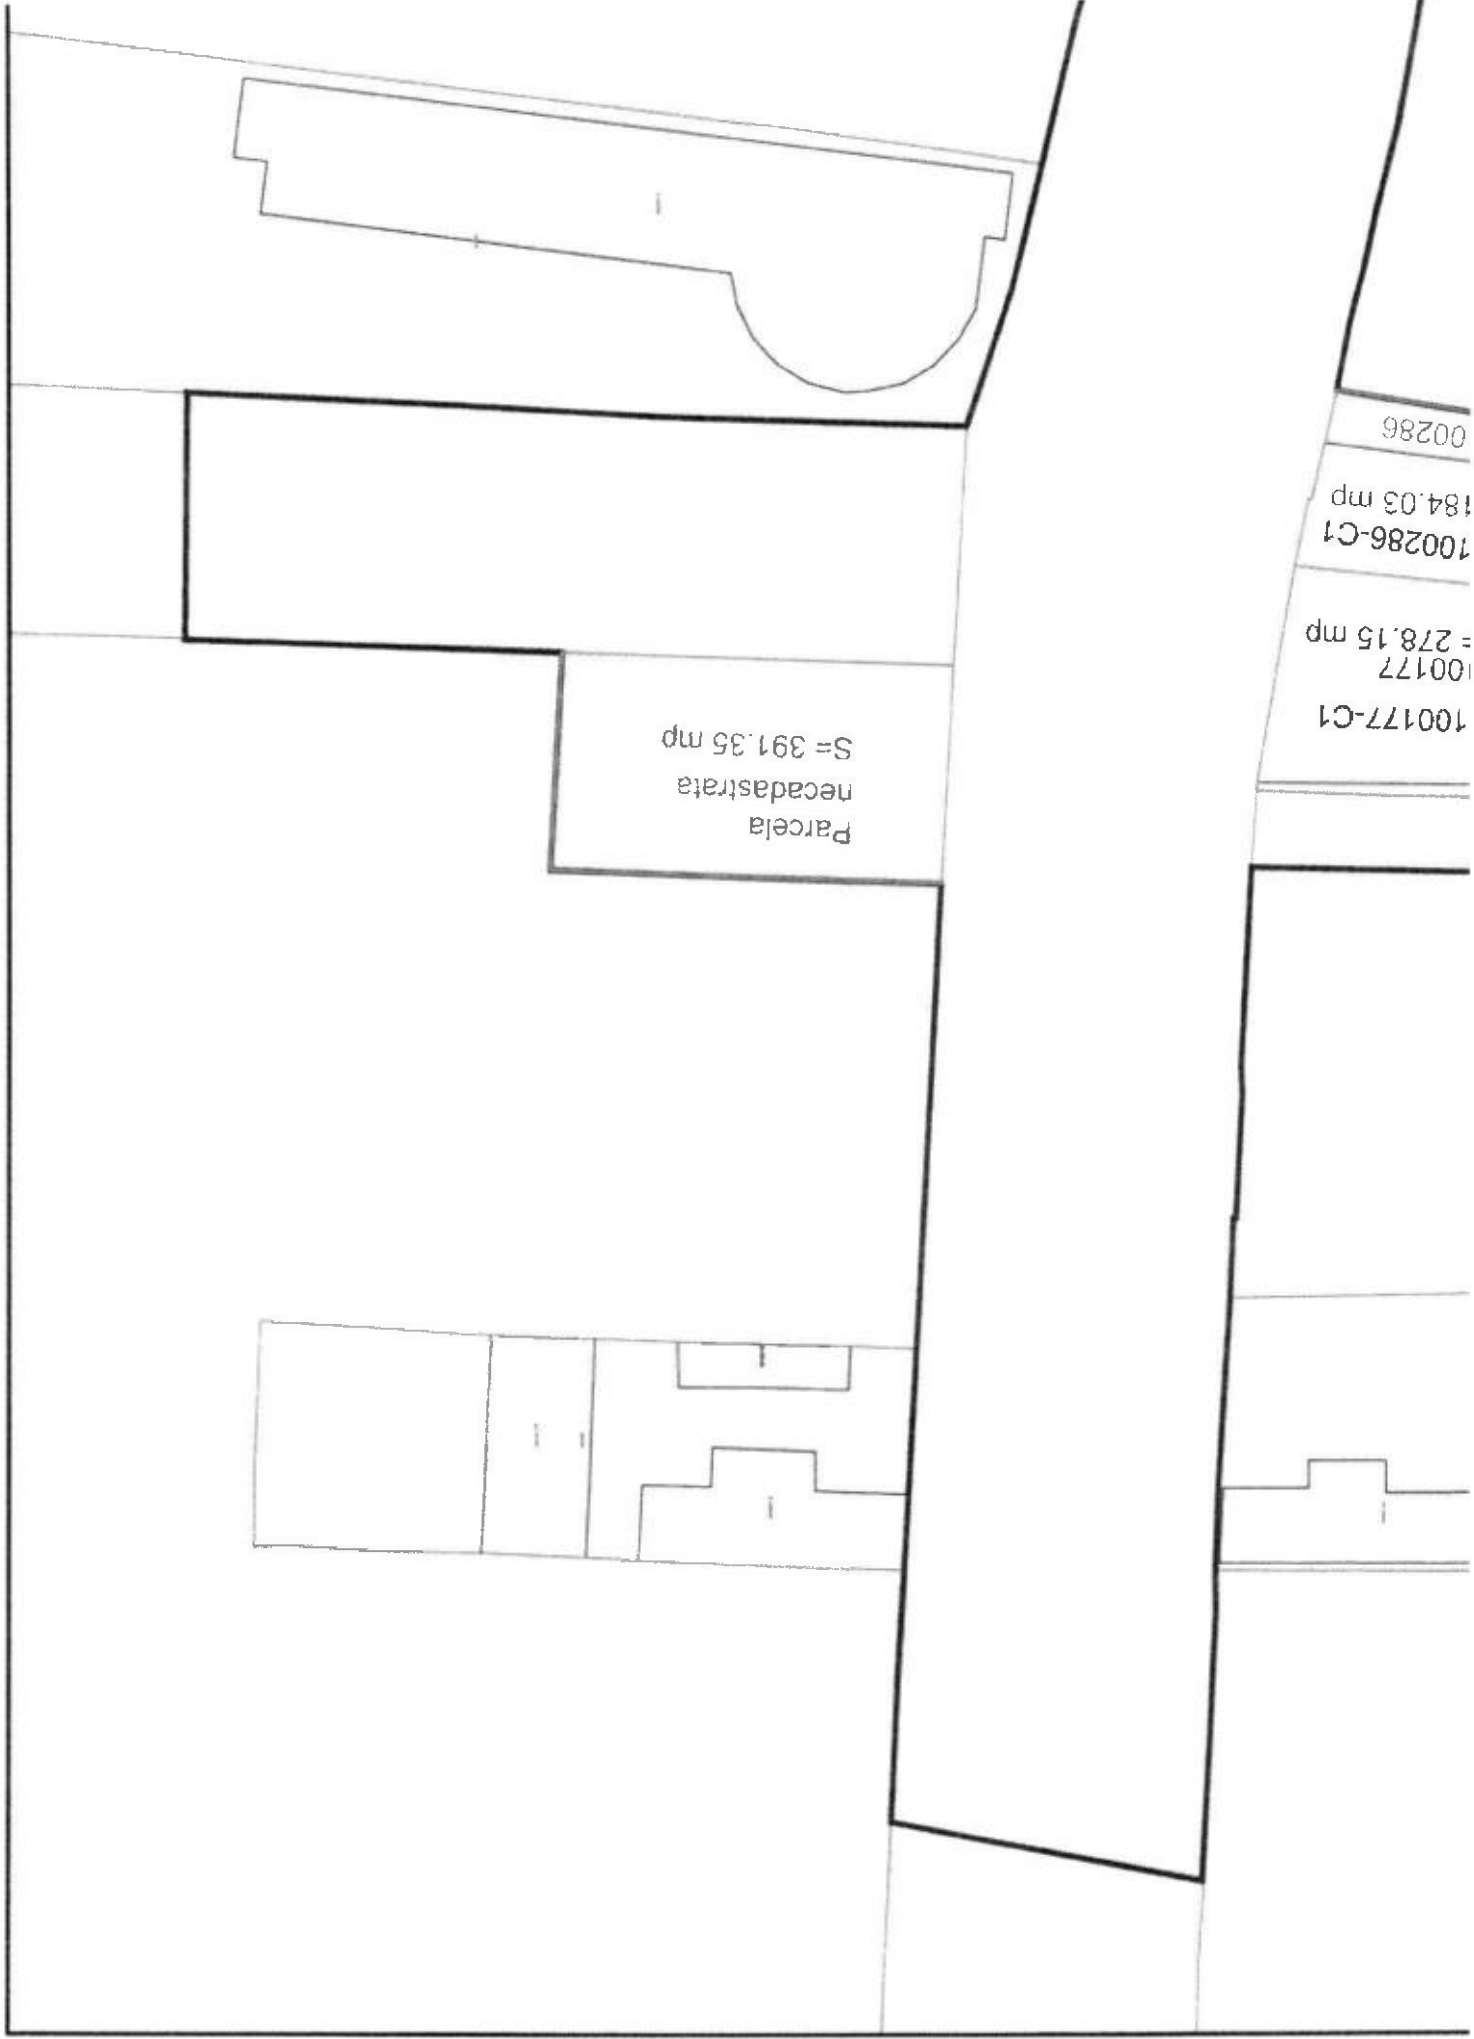 Parcela
necadastrata
S= 391.35 mp
100177-C1
100177
= 278.15 mp
100286-C1
184.03 mp
00286